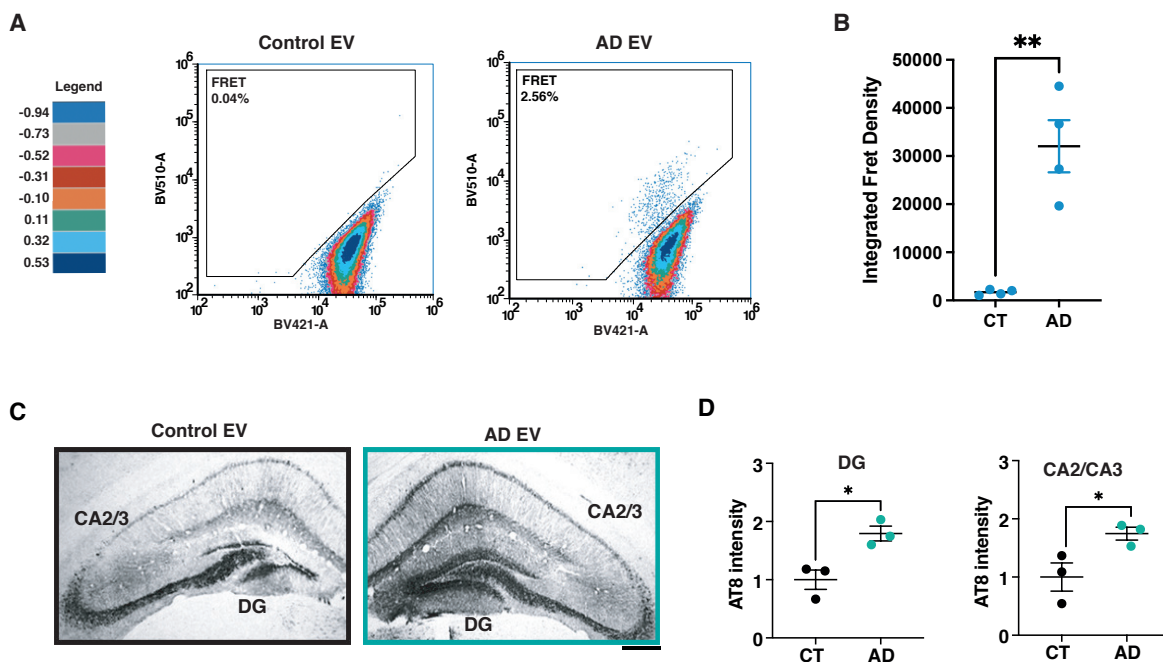 A
Control EV
AD EV
Legend
-0.94
-0.73
-0.52
-0.31
-0.10
0.11
0.32
0.53
BV510-A
10^6
10^5
10^4
10^3
10^2
FRET
0.04%
10^2 10^3 10^4 10^5 10^6
BV421-A
BV510-A
10^6
10^5
10^4
10^3
10^2
FRET
2.56%
10^2 10^3 10^4 10^5 10^6
BV421-A
B
Integrated Fret Density
50000
40000
30000
20000
10000
0
**
CT AD
C
Control EV
AD EV
CA2/3
DG
CA2/3
DG
D
DG
AT8 intensity
3
2
1
0
*
CT AD
CA2/CA3
AT8 intensity
3
2
1
0
*
CT AD